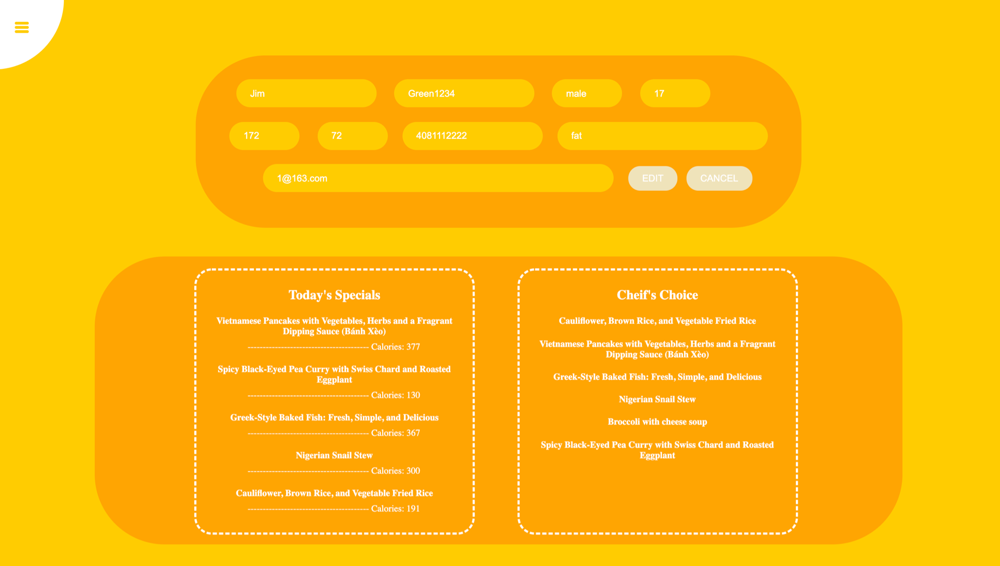 Jim
Green1234
male
17
172
72
4081112222
fat
1@163.com
EDIT
CANCEL
Today's Specials
Vietnamese Pancakes with Vegetables, Herbs and a Fragrant
Dipping Sauce (Bánh Xèo)
---------------------------------------- Calories: 377
Spicy Black-Eyed Pea Curry with Swiss Chard and Roasted
Eggplant
---------------------------------------- Calories: 130
Greek-Style Baked Fish: Fresh, Simple, and Delicious
---------------------------------------- Calories: 367
Nigerian Snail Stew
---------------------------------------- Calories: 300
Cauliflower, Brown Rice, and Vegetable Fried Rice
---------------------------------------- Calories: 191
Cheif's Choice
Cauliflower, Brown Rice, and Vegetable Fried Rice
Vietnamese Pancakes with Vegetables, Herbs and a Fragrant
Dipping Sauce (Bánh Xèo)
Greek-Style Baked Fish: Fresh, Simple, and Delicious
Nigerian Snail Stew
Broccoli with cheese soup
Spicy Black-Eyed Pea Curry with Swiss Chard and Roasted
Eggplant